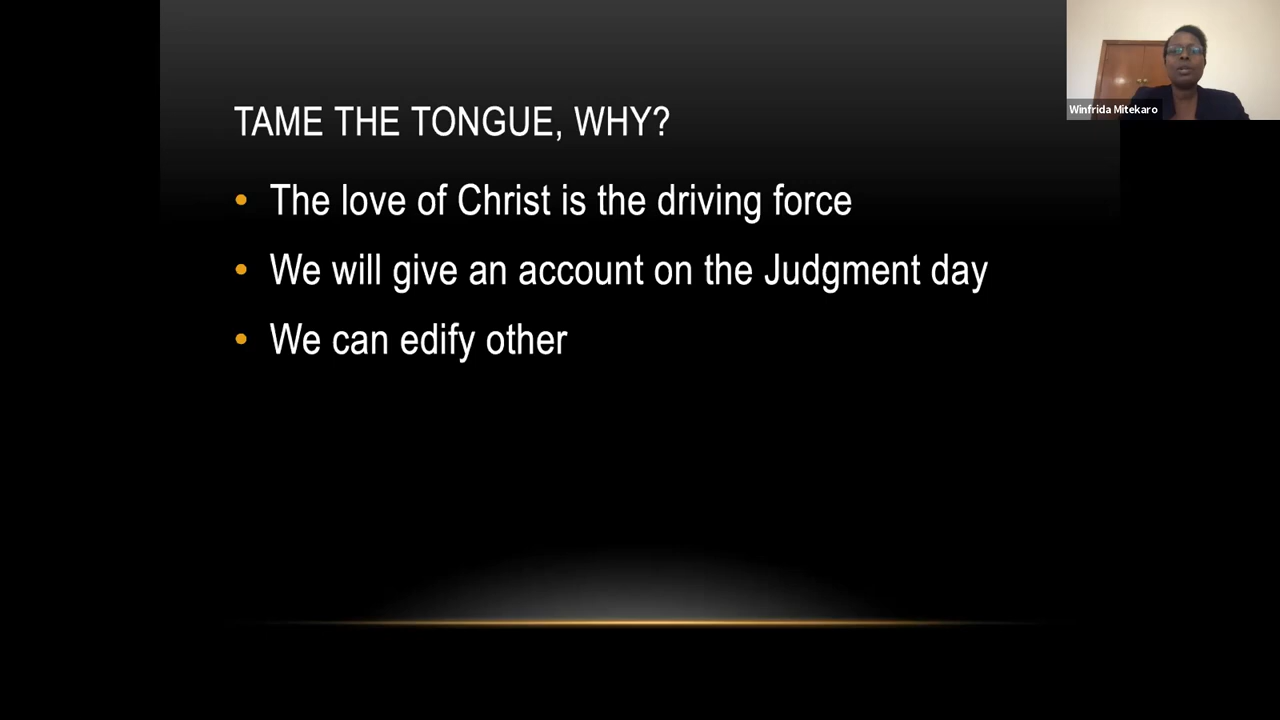 TAME THE TONGUE, WHY?
• The love of Christ is the driving force
• We will give an account on the Judgment day
• We can edify other
Winfrida Mitekaro